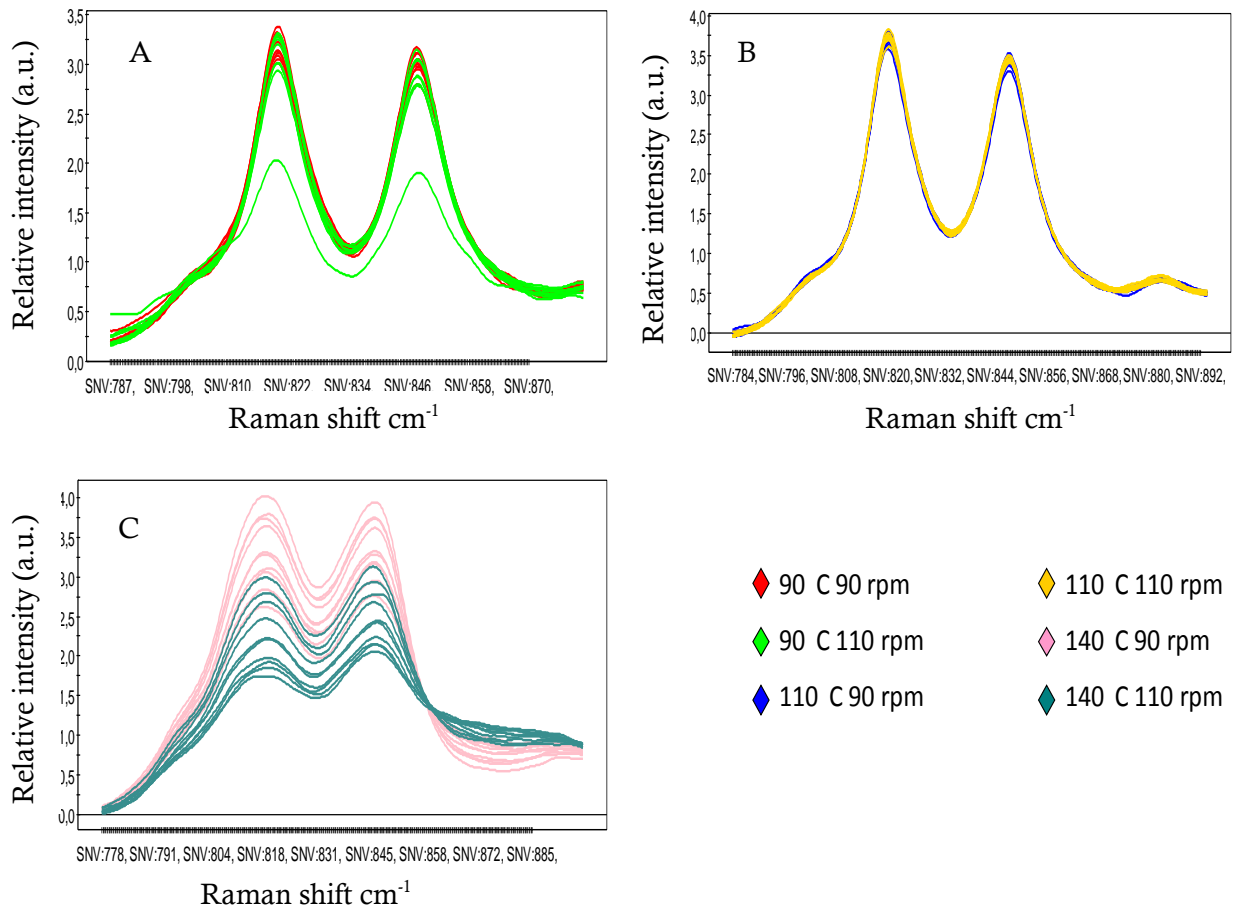 A
Relative intensity (a.u.)
3,5
3,0
2,5
2,0
1,5
1,0
0,5
0,0
SNV:787, SNV:798, SNV:810 SNV:822 SNV:834 SNV:846 SNV:858, SNV:870,
Raman shift cm-1
B
Relative intensity (a.u.)
4,0
3,5
3,0
2,5
2,0
1,5
1,0
0,5
0,0
SNV:784, SNV:796, SNV:808, SNV:820, SNV:832, SNV:844, SNV:856, SNV:868, SNV:880, SNV:892,
Raman shift cm-1
C
Relative intensity (a.u.)
4,0
3,5
3,0
2,5
2,0
1,5
1,0
0,5
0,0
SNV:778, SNV:791, SNV:804, SNV:818, SNV:831, SNV:845, SNV:858, SNV:872, SNV:885,
Raman shift cm-1
90 C 90 rpm
90 C 110 rpm
110 C 90 rpm
110 C 110 rpm
140 C 90 rpm
140 C 110 rpm